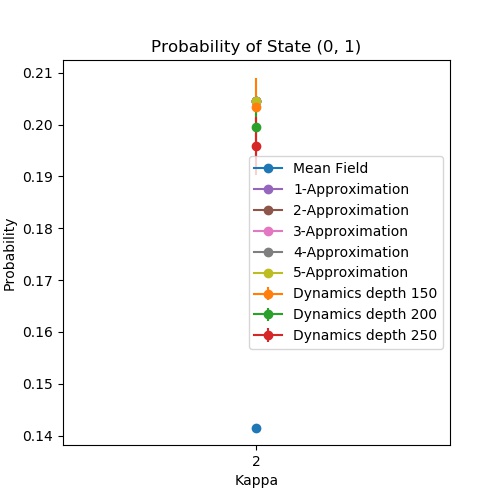 Probability of State (0, 1)
Probability
0.21
0.20
0.19
0.18
0.17
0.16
0.15
0.14
Mean Field
1-Approximation
2-Approximation
3-Approximation
4-Approximation
5-Approximation
Dynamics depth 150
Dynamics depth 200
Dynamics depth 250
2
Kappa